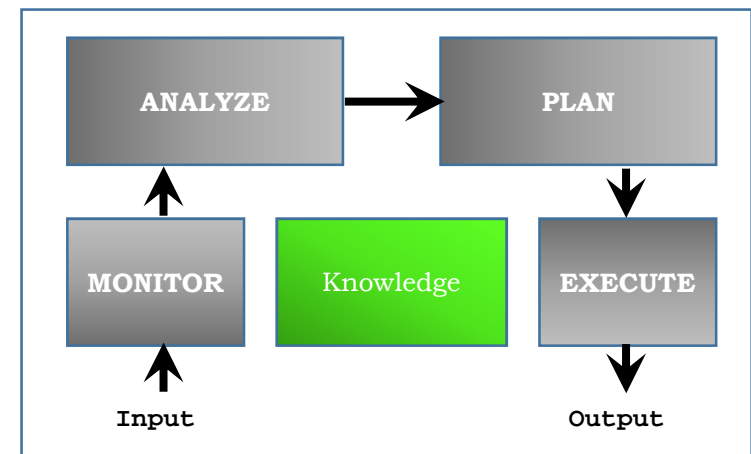 ANALYZE
PLAN
MONITOR
Knowledge
EXECUTE
Input
Output